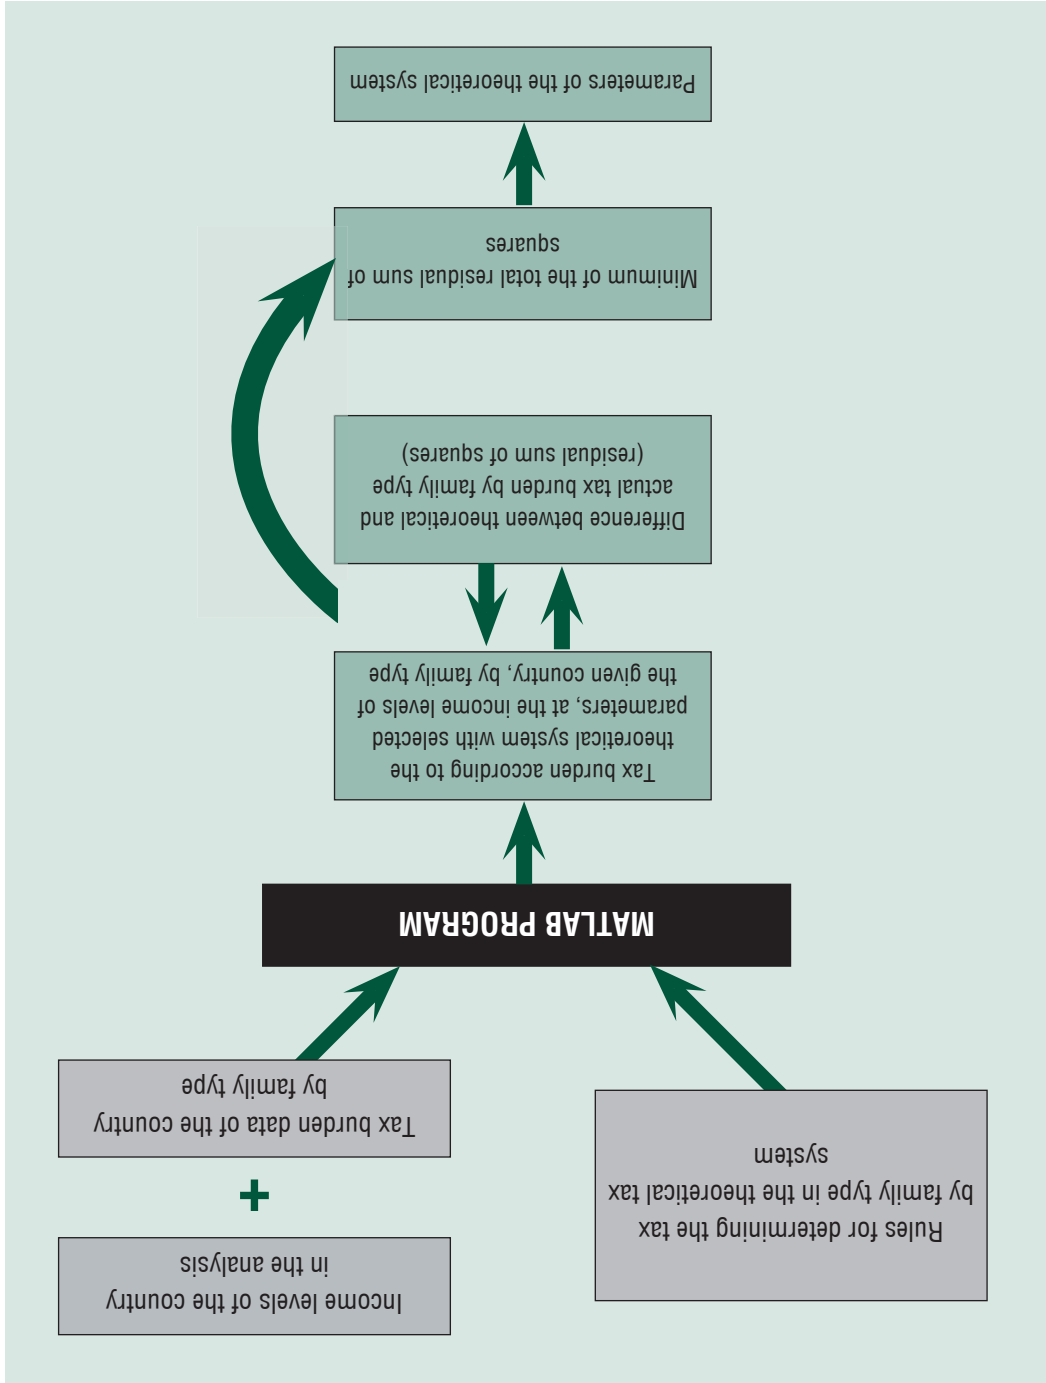 Rules for determining the tax
by family type in the theoretical tax
system
Income levels of the country
in the analysis
+
Tax burden data of the country
by family type
MATLAB PROGRAM
Tax burden according to the
theoretical system with selected
parameters, at the income levels of
the given country, by family type
Difference between theoretical and
actual tax burden by family type
(residual sum of squares)
Minimum of the total residual sum of
squares
Parameters of the theoretical system